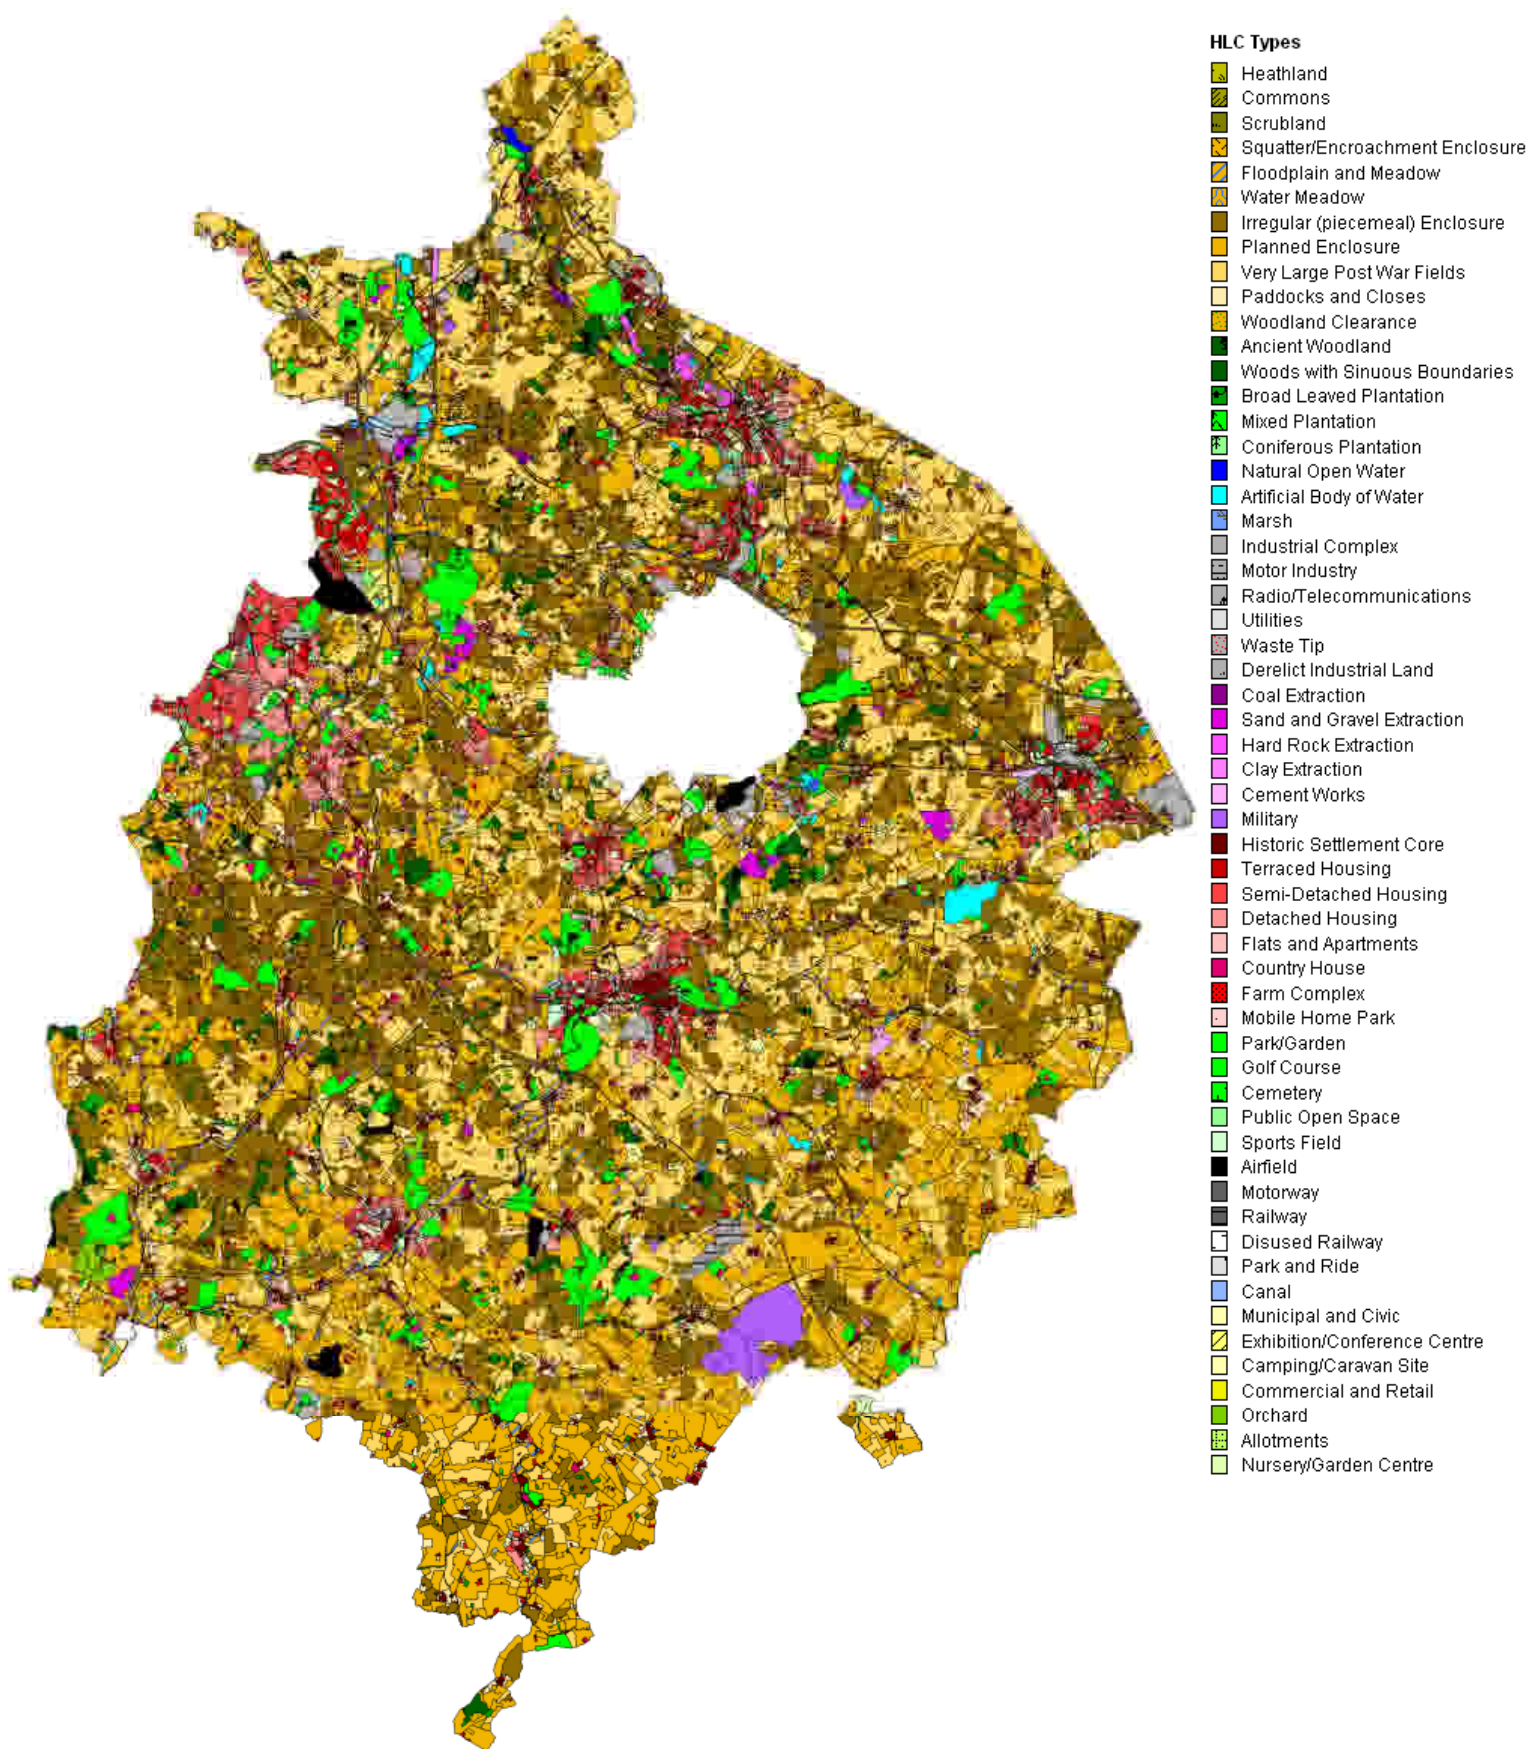 HLC Types
Heathland
Commons
Scrubland
Squatter/Encroachment Enclosure
Floodplain and Meadow
Water Meadow
Irregular (piecemeal) Enclosure
Planned Enclosure
Very Large Post War Fields
Paddocks and Closes
Woodland Clearance
Ancient Woodland
Woods with Sinuous Boundaries
Broad Leaved Plantation
Mixed Plantation
Coniferous Plantation
Natural Open Water
Artificial Body of Water
Marsh
Industrial Complex
Motor Industry
Radio/Telecommunications
Utilities
Waste Tip
Derelict Industrial Land
Coal Extraction
Sand and Gravel Extraction
Hard Rock Extraction
Clay Extraction
Cement Works
Military
Historic Settlement Core
Terraced Housing
Semi-Detached Housing
Detached Housing
Flats and Apartments
Country House
Farm Complex
Mobile Home Park
Park/Garden
Golf Course
Cemetery
Public Open Space
Sports Field
Airfield
Motorway
Railway
Disused Railway
Park and Ride
Canal
Municipal and Civic
Exhibition/Conference Centre
Camping/Caravan Site
Commercial and Retail
Orchard
Allotments
Nursery/Garden Centre